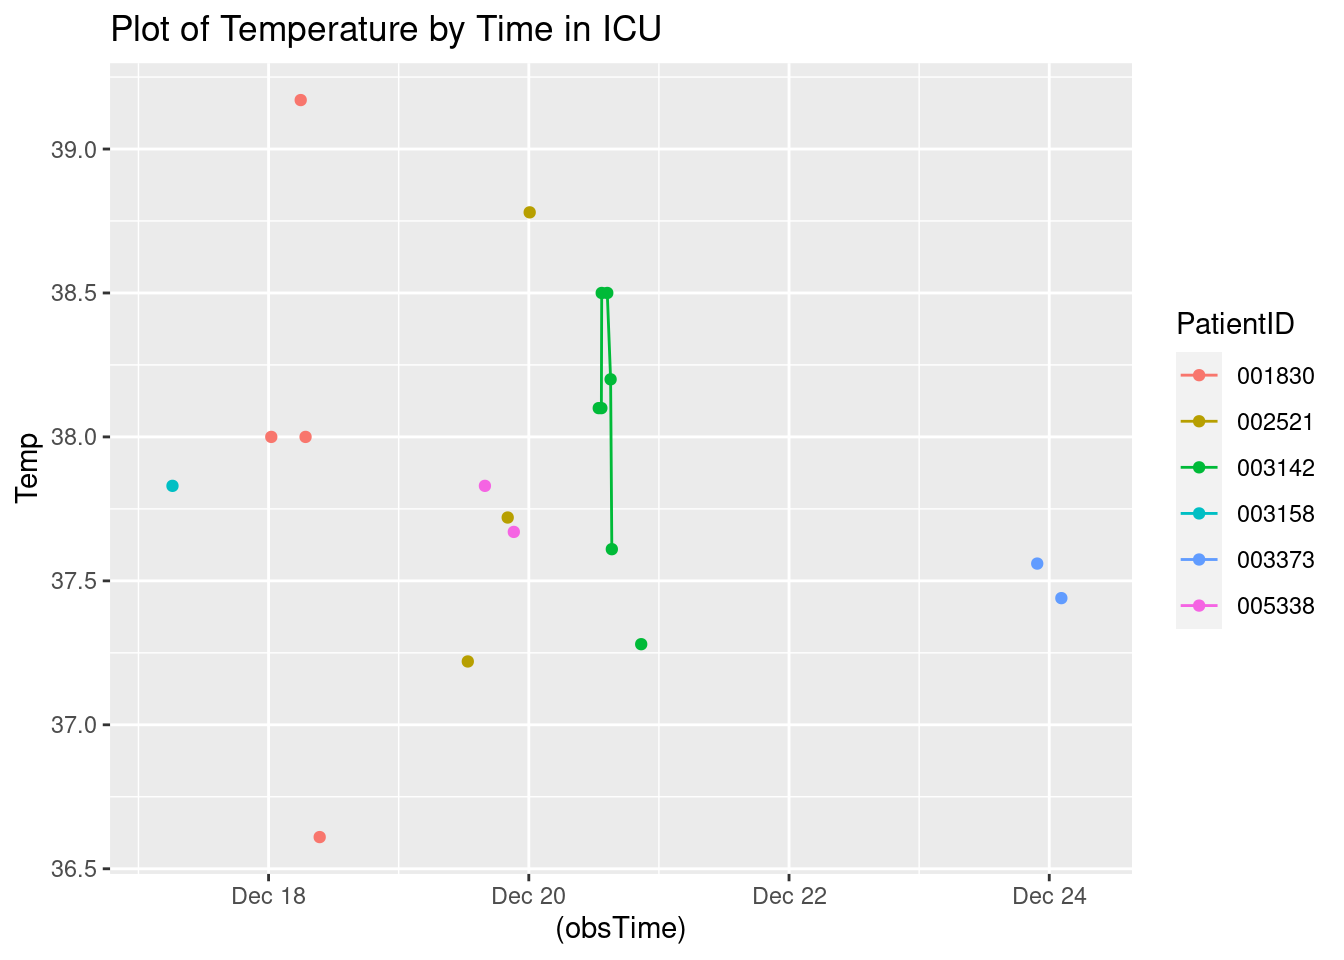 Plot of Temperature by Time in ICU
Temp
39.0
38.5
38.0
37.5
37.0
36.5
Dec 18 Dec 20 Dec 22 Dec 24
(obsTime)
PatientID
001830
002521
003142
003158
003373
005338